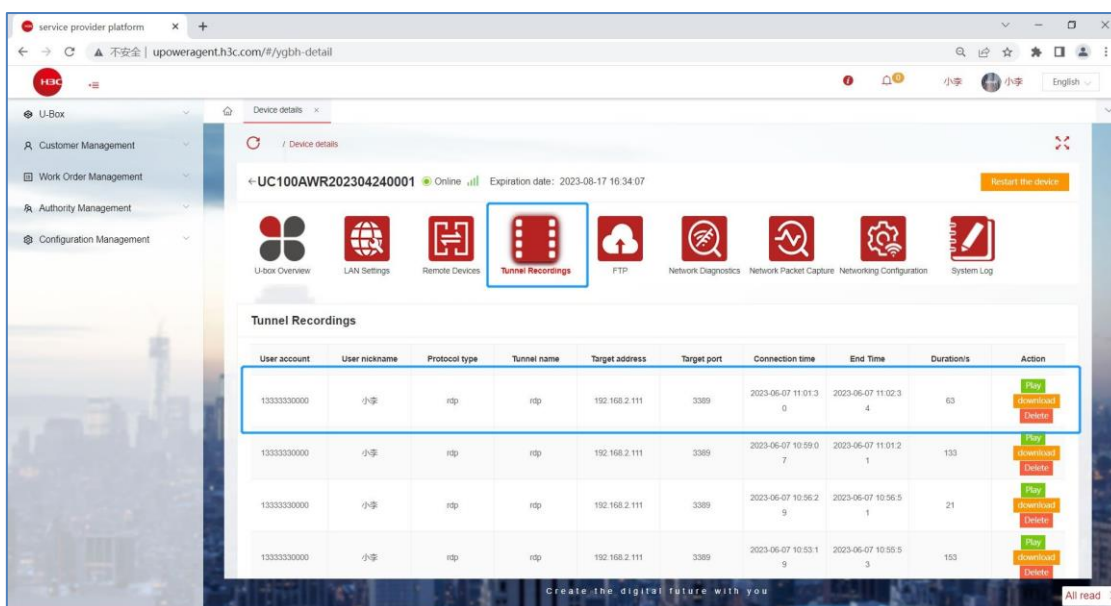 service provider platform
不安全 | upoweragent.h3c.com/#/ygbh-detail
H3C
0
小李
小李
English
U-Box
Customer Management
Work Order Management
Authority Management
Configuration Management
Device details ×
/ Device details
←UC100AWR202304240001 Online Expiration date: 2023-08-17 16:34:07
Restart the device
U-box Overview
LAN Settings
Remote Devices
Tunnel Recordings
FTP
Network Diagnostics
Network Packet Capture
Networking Configuration
System Log
Tunnel Recordings
User account User nickname Protocol type Tunnel name Target address Target port Connection time End Time Duration/s Action
13333330000 小李 rdp rdp 192.168.2.111 3389 2023-06-07 11:01:30 2023-06-07 11:02:34 63 Play download Delete
13333330000 小李 rdp rdp 192.168.2.111 3389 2023-06-07 10:59:07 2023-06-07 11:01:21 133 Play download Delete
13333330000 小李 rdp rdp 192.168.2.111 3389 2023-06-07 10:56:29 2023-06-07 10:56:51 21 Play download Delete
13333330000 小李 rdp rdp 192.168.2.111 3389 2023-06-07 10:53:19 2023-06-07 10:55:53 153 Play download Delete
Create the digital future with you
All read